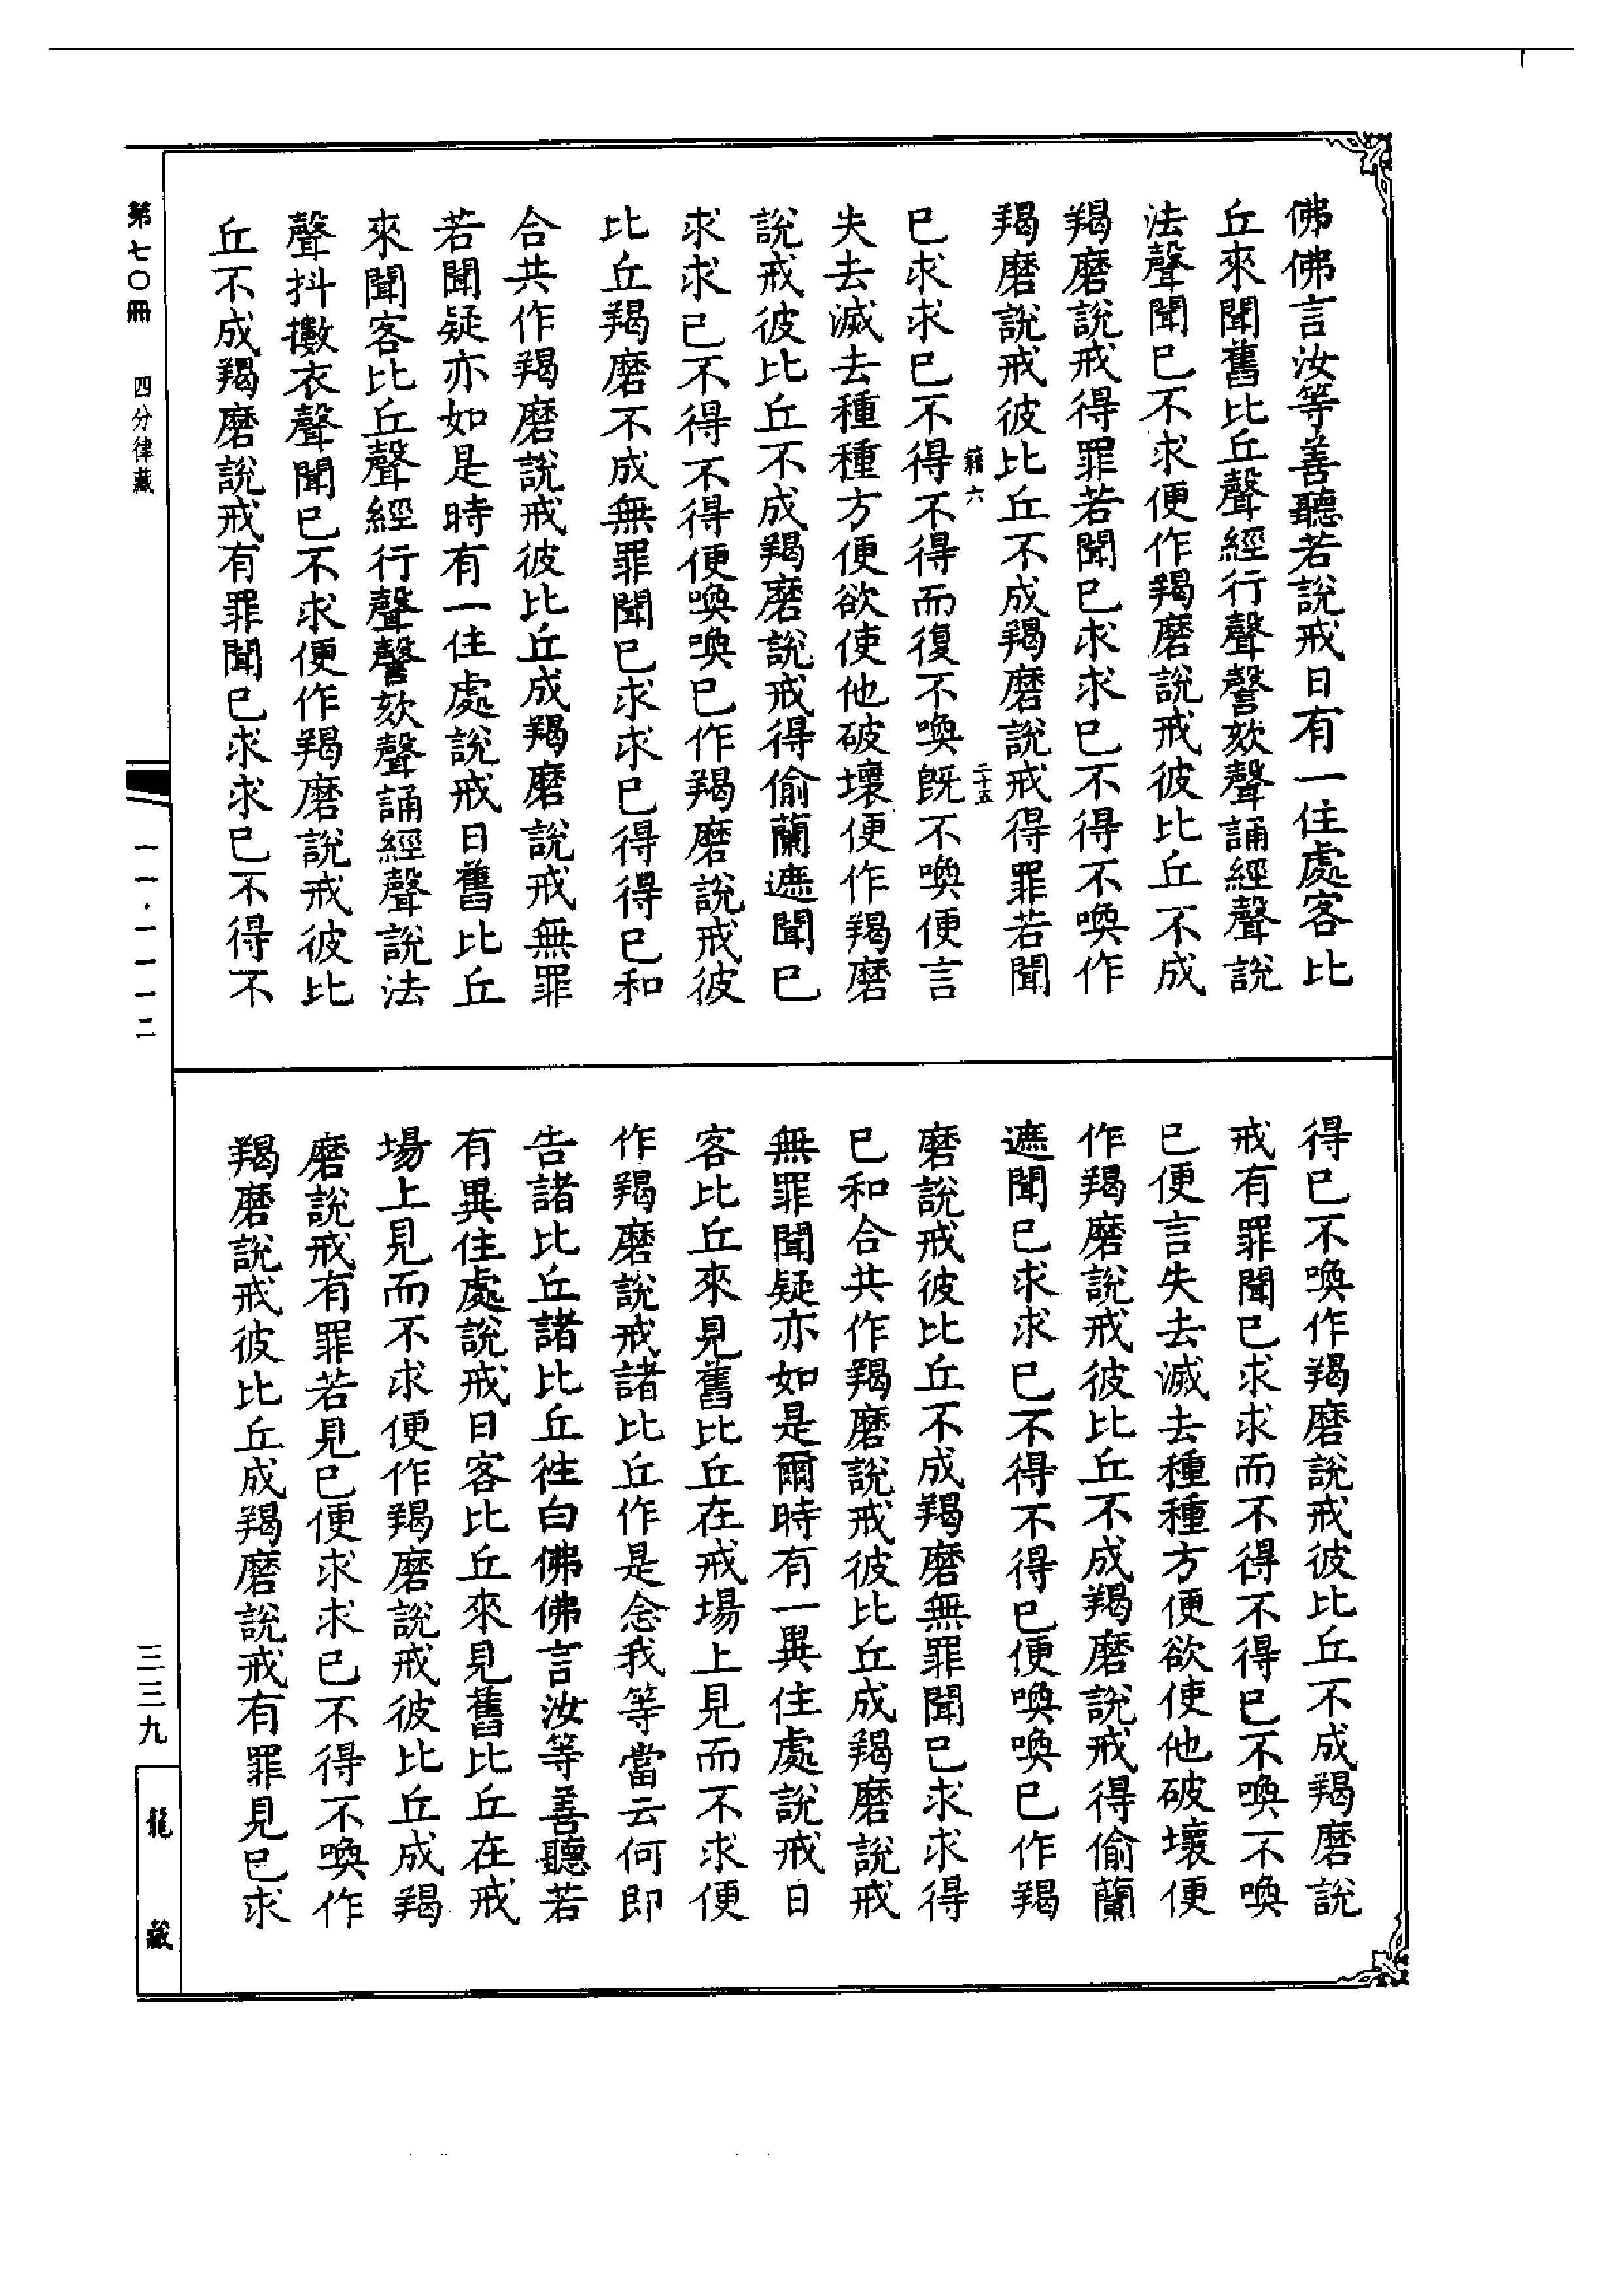 佛佛言汝等善聽若說戒日有一住處客比
丘來聞舊比丘聲經行聲謦欬聲誦經聲說
法聲聞已不求便作羯磨說戒彼比丘不成
羯磨說戒得罪若聞已求求已不得不喚作
羯磨說戒彼比丘不成羯磨說戒得罪若聞
籍六 二十五
已求求已不得不得而復不喚既不喚便言
失去滅去種種方便欲使他破壞便作羯磨
說戒彼比丘不成羯磨說戒得偷蘭遮聞已
求求已不得不得便喚喚已作羯磨說戒彼
比丘羯磨不成無罪聞已求求已得得已和
合共作羯磨說戒彼比丘成羯磨說戒無罪
若聞疑亦如是時有一住處說戒日舊比丘
來聞客比丘聲經行聲謦欬聲誦經聲說法
聲抖擻衣聲聞已不求便作羯磨說戒彼比
丘不成羯磨說戒有罪聞已求求已不得不
得已不喚作羯磨說戒彼比丘不成羯磨說
戒有罪聞已求求而不得不得已不喚不喚
已便言失去滅去種種方便欲使他破壞便
作羯磨說戒彼比丘不成羯磨說戒得偷蘭
遮聞已求求已不得不得已便喚喚已作羯
磨說戒彼比丘不成羯磨無罪聞已求求得
已和合共作羯磨說戒彼比丘成羯磨說戒
無罪聞疑亦如是爾時有一異住處說戒日
客比丘來見舊比丘在戒場上見而不求便
作羯磨說戒諸比丘作是念我等當云何即
告諸比丘諸比丘往白佛佛言汝等善聽若
有異住處說戒日客比丘來見舊比丘在戒
場上見而不求便作羯磨說戒彼比丘成羯
磨說戒有罪若見已便求求已不得不喚作
羯磨說戒彼比丘成羯磨說戒有罪見已求
第七〇冊 四分律藏
一一·一一一二
三三九
龍藏